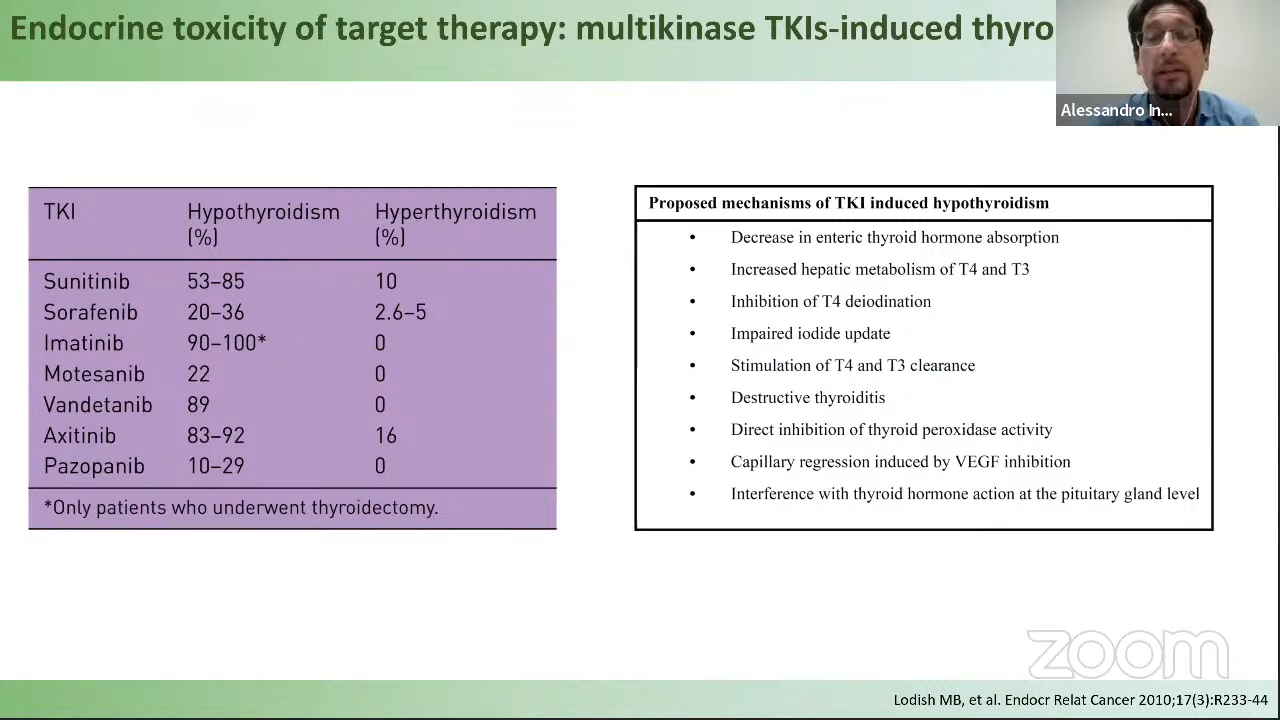 Endocrine toxicity of target therapy: multikinase TKIs-induced thyro
Alessandro In...
TKI Hypothyroidism (%) Hyperthyroidism (%)
Sunitinib 53–85 10
Sorafenib 20–36 2.6–5
Imatinib 90–100* 0
Motesanib 22 0
Vandetanib 89 0
Axitinib 83–92 16
Pazopanib 10–29 0
*Only patients who underwent thyroidectomy.
Proposed mechanisms of TKI induced hypothyroidism
• Decrease in enteric thyroid hormone absorption
• Increased hepatic metabolism of T4 and T3
• Inhibition of T4 deiodination
• Impaired iodide update
• Stimulation of T4 and T3 clearance
• Destructive thyroiditis
• Direct inhibition of thyroid peroxidase activity
• Capillary regression induced by VEGF inhibition
• Interference with thyroid hormone action at the pituitary gland level
zoom
Lodish MB, et al. Endocr Relat Cancer 2010;17(3):R233-44